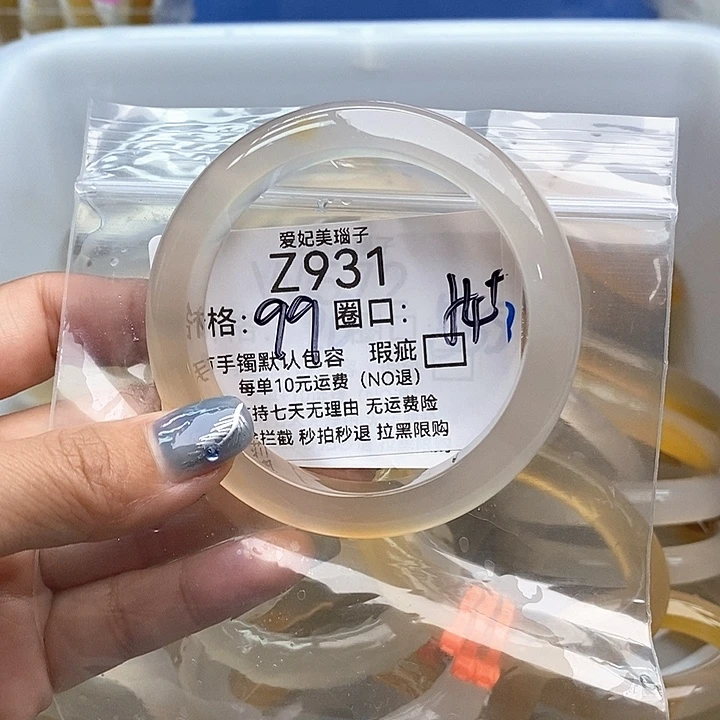 爱妃美瑙子
Z931
价格：99 圈口：
手镯默认包容 瑕疵
每单10元运费（NO退）
持七天无理由 无运费险
拦截 秒拍秒退 拉黑限购